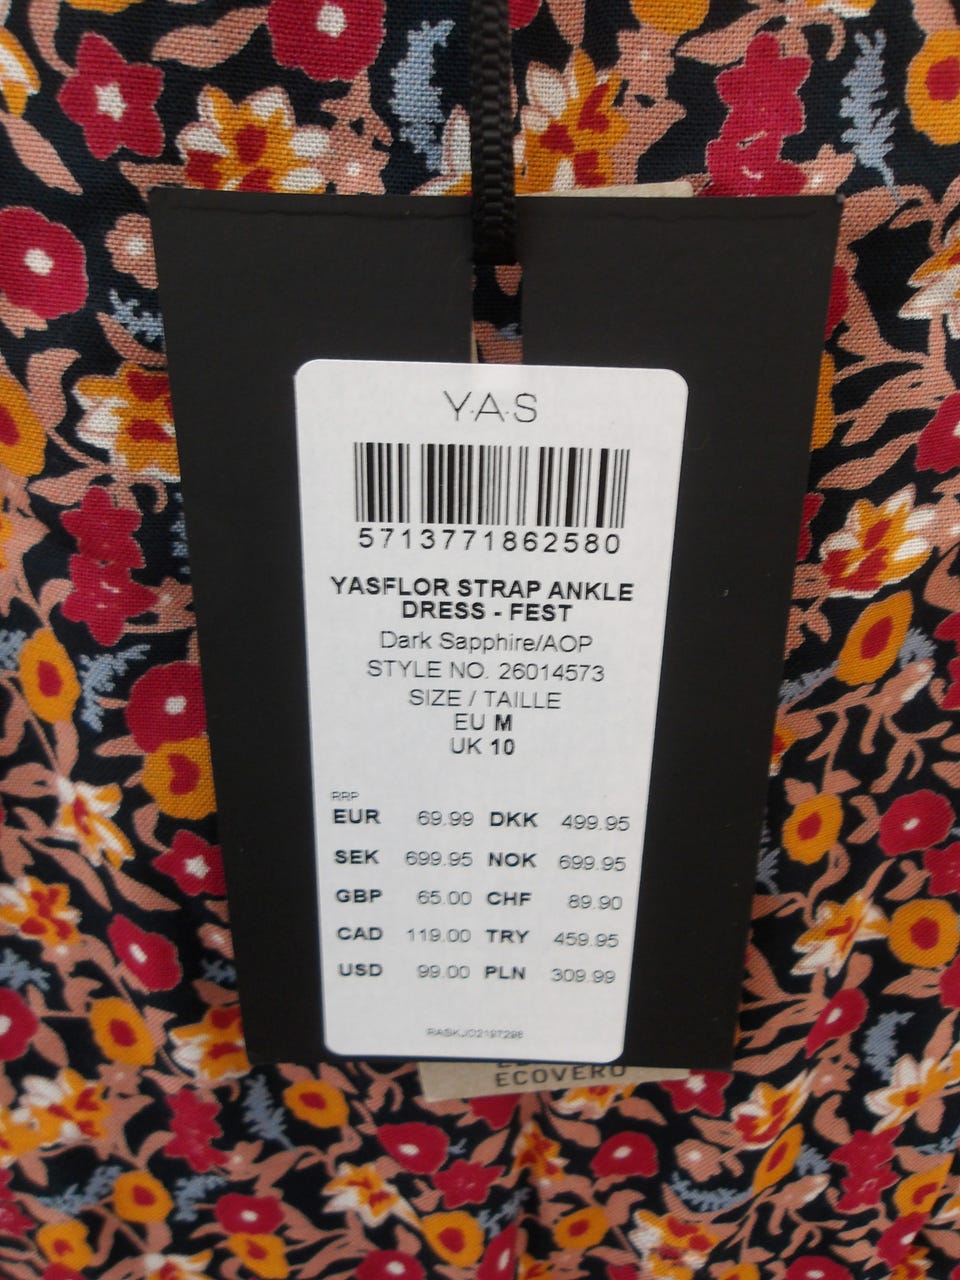 Y.A.S
5713771862580
YASFLOR STRAP ANKLE
DRESS - FEST
Dark Sapphire/AOP
STYLE NO. 26014573
SIZE / TAILLE
EU M
UK 10
RRP
EUR 69.99 DKK 499.95
SEK 699.95 NOK 699.95
GBP 65.00 CHF 89.90
CAD 119.00 TRY 459.95
USD 99.00 PLN 309.99
ECOVERO